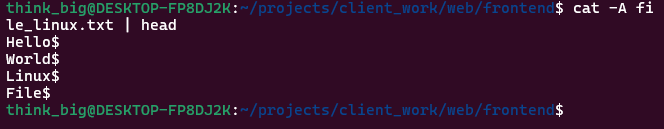 think_big@DESKTOP-FP8DJ2K:~/projects/client_work/web/frontend$ cat -A fi
le_linux.txt | head
Hello$
World$
Linux$
File$
think_big@DESKTOP-FP8DJ2K:~/projects/client_work/web/frontend$